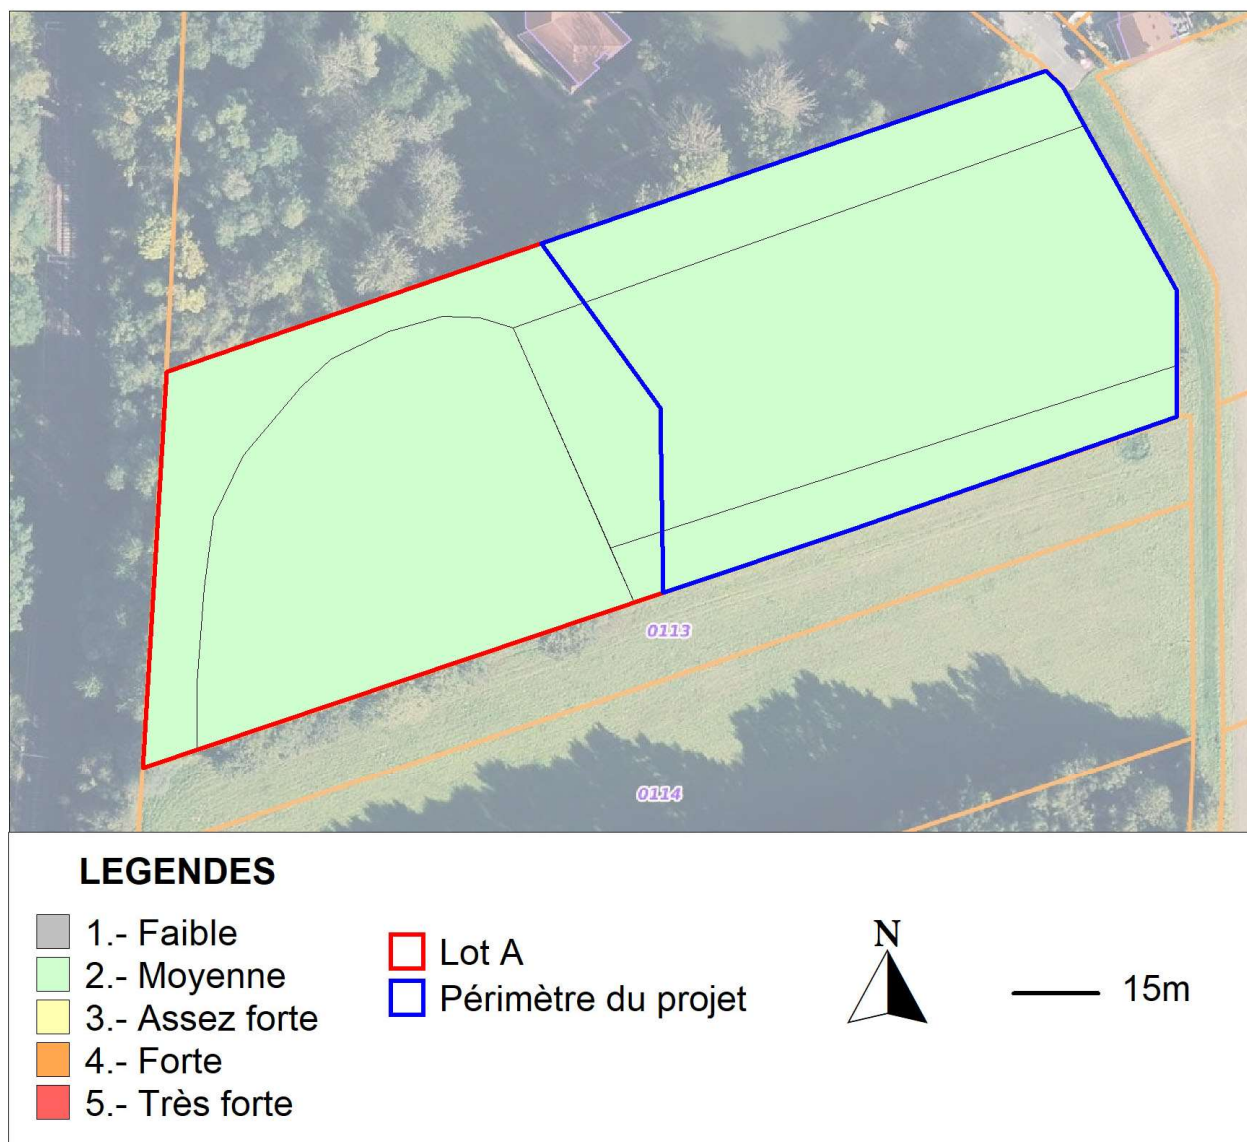 0113
0114
LEGENDES
1.- Faible
2.- Moyenne
3.- Assez forte
4.- Forte
5.- Très forte
Lot A
Périmètre du projet
N
15m